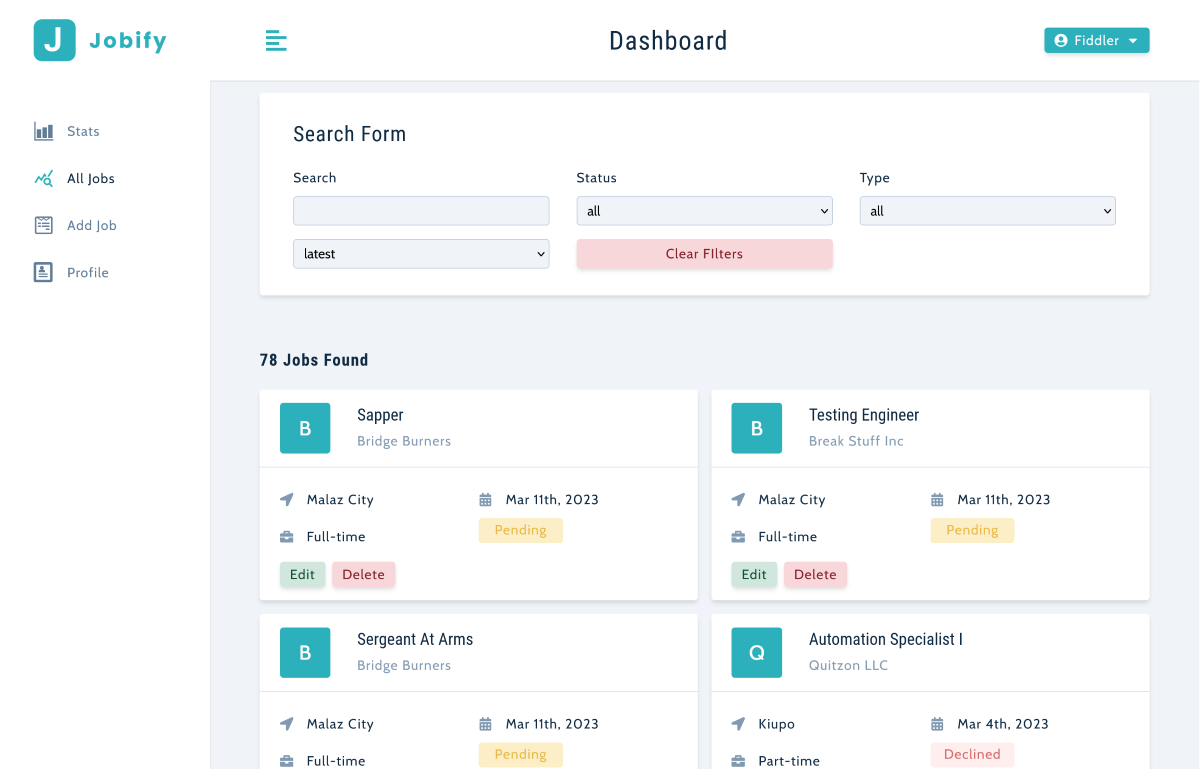 J Jobify
Dashboard
Fiddler
Stats
All Jobs
Add Job
Profile
Search Form
Search
Status
Type
all
all
latest
Clear FIlters
78 Jobs Found
B
Sapper
Bridge Burners
Malaz City
Mar 11th, 2023
Full-time
Pending
Edit
Delete
B
Testing Engineer
Break Stuff Inc
Malaz City
Mar 11th, 2023
Full-time
Pending
Edit
Delete
B
Sergeant At Arms
Bridge Burners
Malaz City
Mar 11th, 2023
Full-time
Pending
Q
Automation Specialist I
Quitzon LLC
Kiupo
Mar 4th, 2023
Part-time
Declined